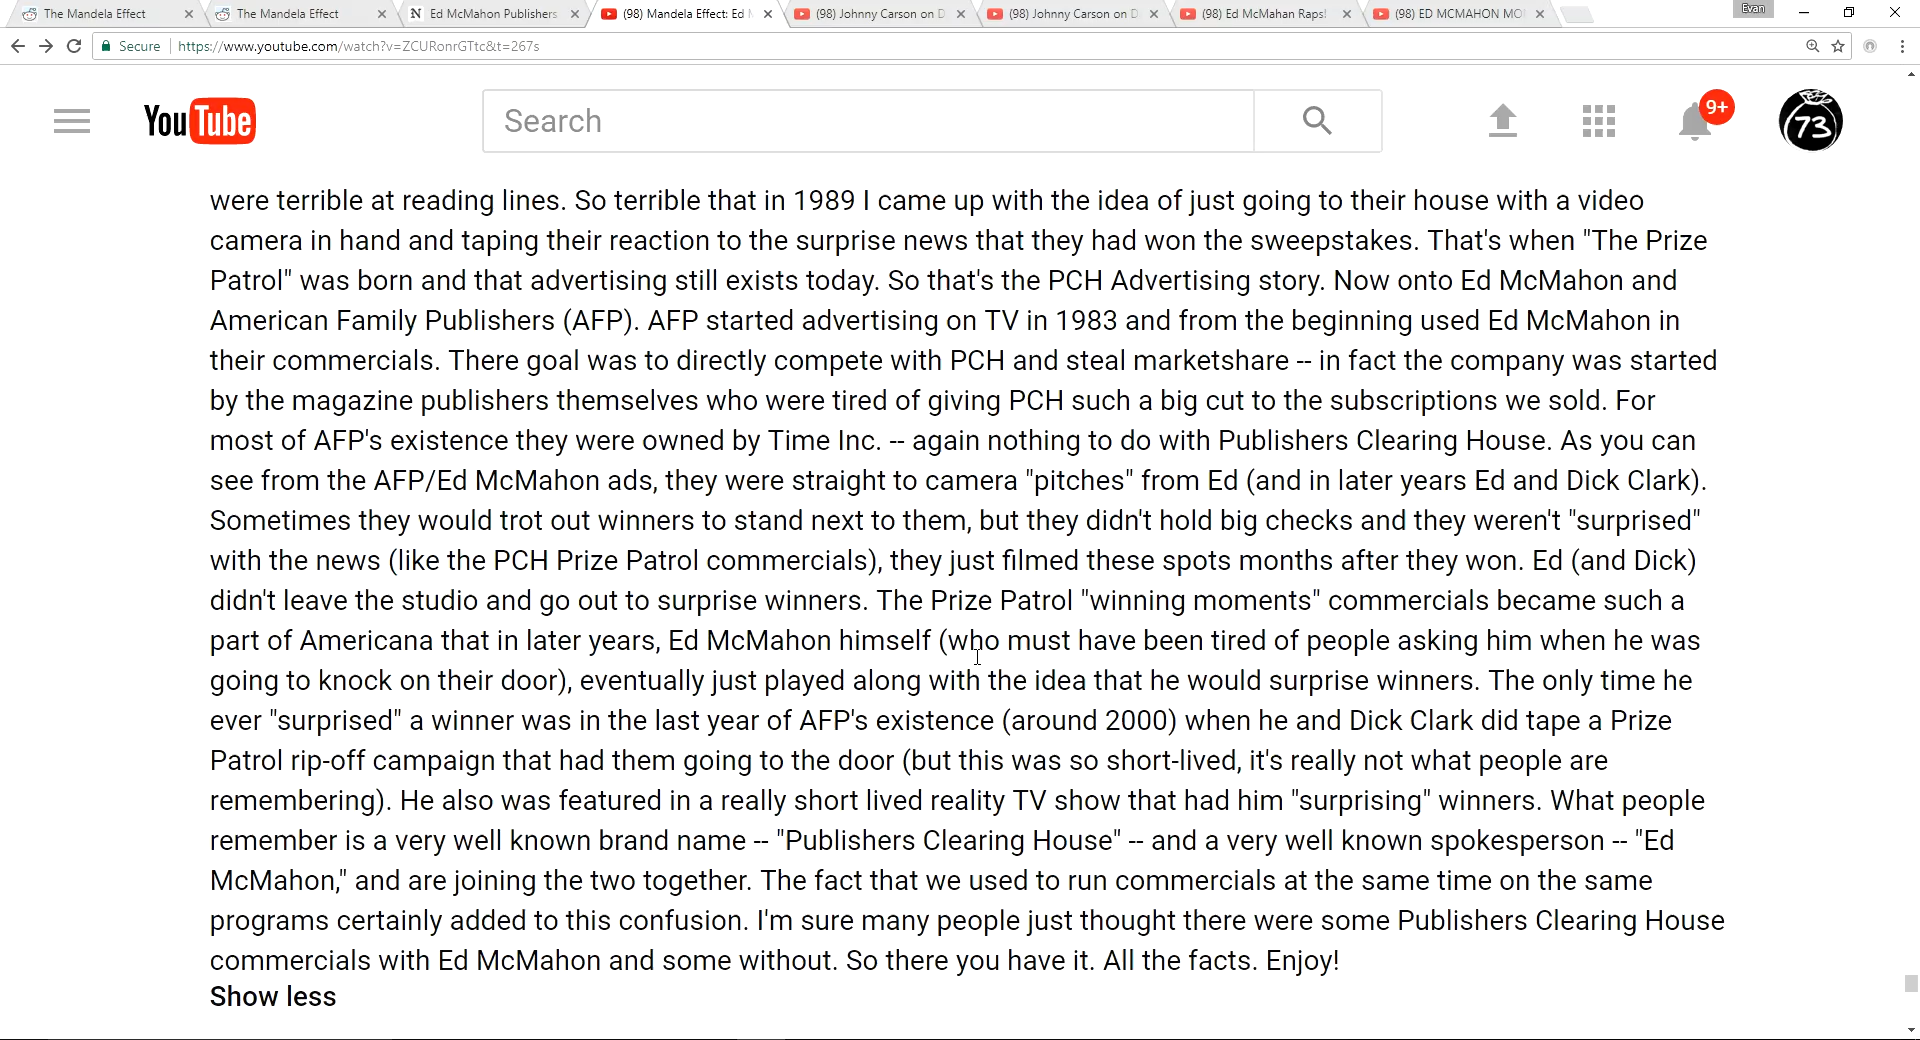 The Mandela Effect
The Mandela Effect
Ed McMahon Publishers
(98) Mandela Effect: Ed
(98) Johnny Carson on D
(98) Johnny Carson on D
(98) Ed McMahan Raps!
(98) ED MCMAHON MO
Evan
Secure
https://www.youtube.com/watch?v=ZCURonrGTtc&t=267s
YouTube
Search
9+
73
were terrible at reading lines. So terrible that in 1989 I came up with the idea of just going to their house with a video
camera in hand and taping their reaction to the surprise news that they had won the sweepstakes. That's when "The Prize
Patrol" was born and that advertising still exists today. So that's the PCH Advertising story. Now onto Ed McMahon and
American Family Publishers (AFP). AFP started advertising on TV in 1983 and from the beginning used Ed McMahon in
their commercials. There goal was to directly compete with PCH and steal marketshare -- in fact the company was started
by the magazine publishers themselves who were tired of giving PCH such a big cut to the subscriptions we sold. For
most of AFP's existence they were owned by Time Inc. -- again nothing to do with Publishers Clearing House. As you can
see from the AFP/Ed McMahon ads, they were straight to camera "pitches" from Ed (and in later years Ed and Dick Clark).
Sometimes they would trot out winners to stand next to them, but they didn't hold big checks and they weren't "surprised"
with the news (like the PCH Prize Patrol commercials), they just filmed these spots months after they won. Ed (and Dick)
didn't leave the studio and go out to surprise winners. The Prize Patrol "winning moments" commercials became such a
part of Americana that in later years, Ed McMahon himself (who must have been tired of people asking him when he was
going to knock on their door), eventually just played along with the idea that he would surprise winners. The only time he
ever "surprised" a winner was in the last year of AFP's existence (around 2000) when he and Dick Clark did tape a Prize
Patrol rip-off campaign that had them going to the door (but this was so short-lived, it's really not what people are
remembering). He also was featured in a really short lived reality TV show that had him "surprising" winners. What people
remember is a very well known brand name -- "Publishers Clearing House" -- and a very well known spokesperson -- "Ed
McMahon," and are joining the two together. The fact that we used to run commercials at the same time on the same
programs certainly added to this confusion. I'm sure many people just thought there were some Publishers Clearing House
commercials with Ed McMahon and some without. So there you have it. All the facts. Enjoy!
Show less